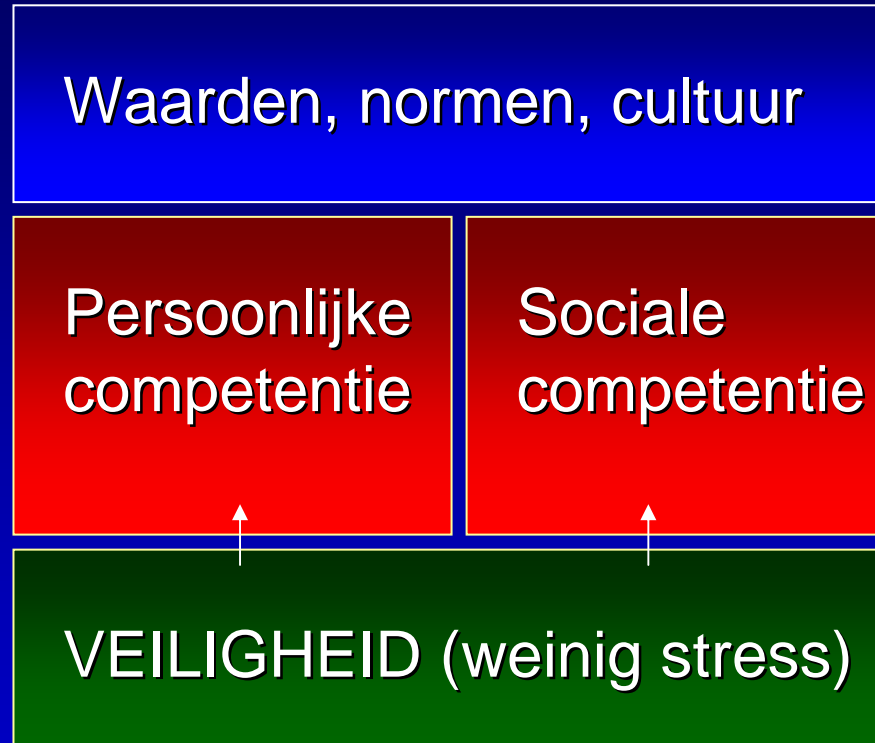 Waarden, normen, cultuur
Persoonlijke
competentie
Sociale
competentie
VEILIGHEID (weinig stress)